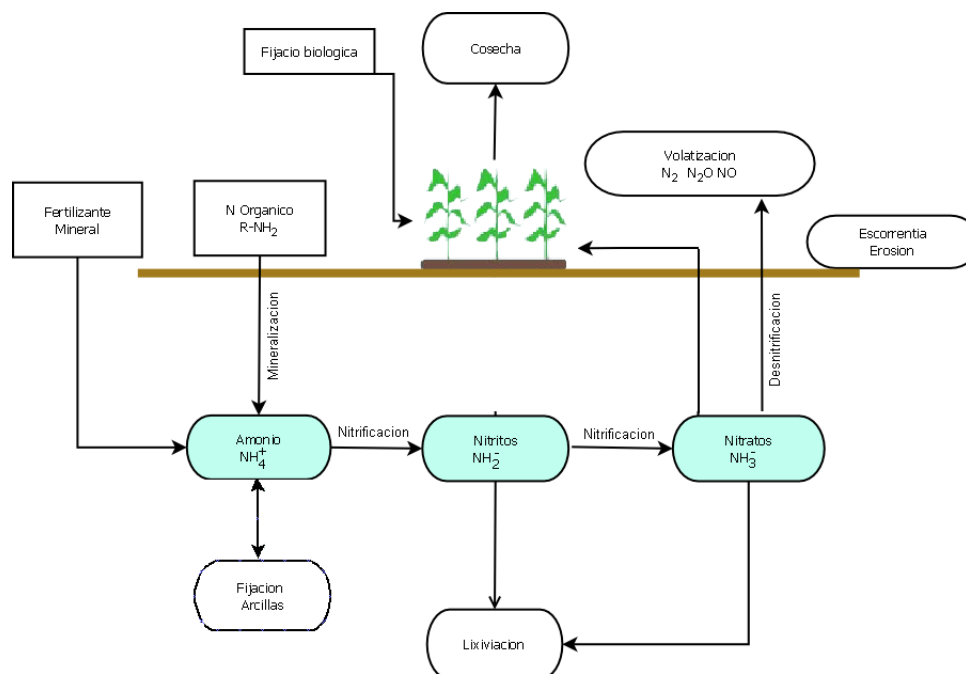 Fijacio biologica
Cosecha
Volatizacion
N2 N2O NO
Fertilizante
Mineral
N Organico
R-NH2
Escorrentia
Erosion
Mineralizacion
Desnitrificacion
Amonio
NH4+
Nitrificacion
Nitritos
NH2-
Nitrificacion
Nitratos
NH3-
Fijacion
Arcillas
Lixiviacion